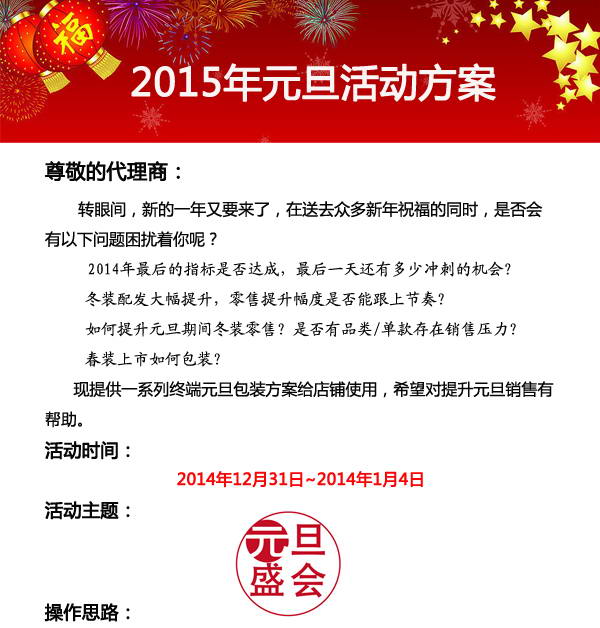 福
2015年元旦活动方案
尊敬的代理商：
转眼间，新的一年又要来了，在送去众多新年祝福的同时，是否会
有以下问题困扰着你呢？
2014年最后的指标是否达成，最后一天还有多少冲刺的机会？
冬装配发大幅提升，零售提升幅度是否能跟上节奏？
如何提升元旦期间冬装零售？是否有品类/单款存在销售压力？
春装上市如何包装？
现提供一系列终端元旦包装方案给店铺使用，希望对提升元旦销售有
帮助。
活动时间：
2014年12月31日~2014年1月4日
活动主题：
元旦
盛会
操作思路：